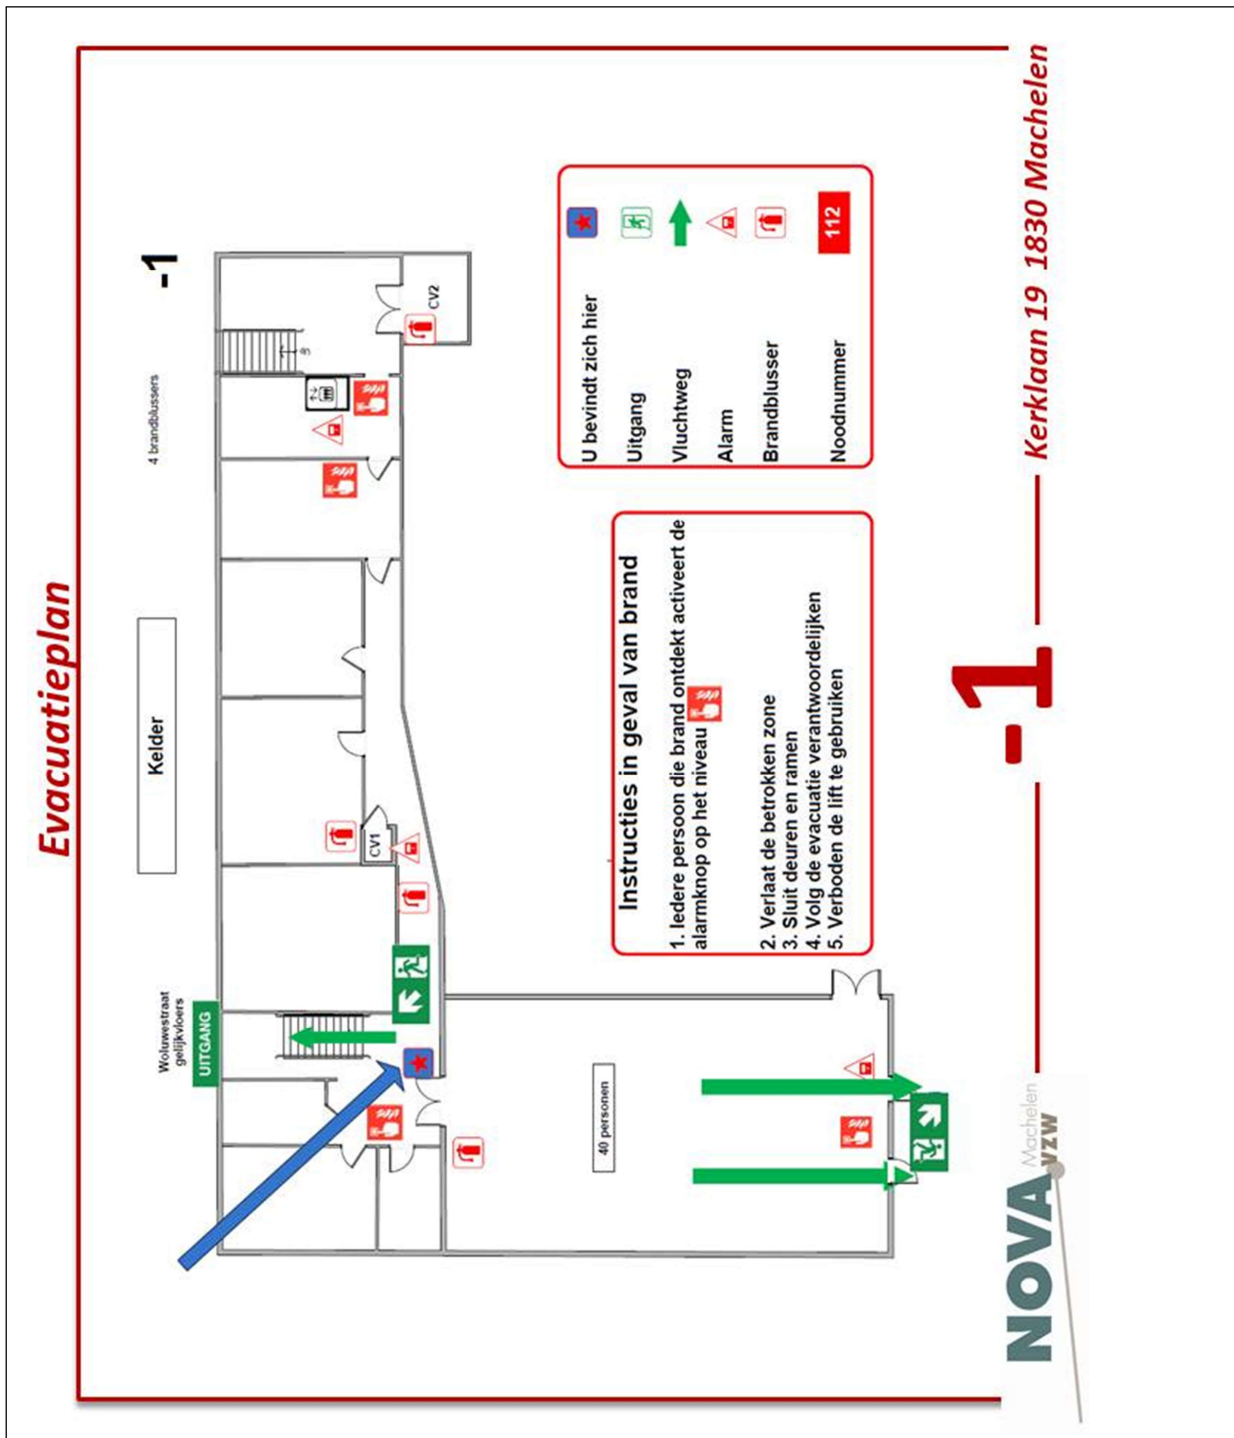 Evacuatieplan
Kelder
-1
4 brandblussers
Woluwestraat
gelijkvloers
UITGANG
CV2
CV1
40 personen
Instructies in geval van brand
1. Iedere persoon die brand ontdekt activeert de
alarmknop op het niveau
2. Verlaat de betrokken zone
3. Sluit deuren en ramen
4. Volg de evacuatie verantwoordelijken
5. Verboden de lift te gebruiken
U bevindt zich hier
Uitgang
Vluchtweg
Alarm
Brandblusser
Noodnummer
112
NOVA Machelen
vzw
-1
Kerklaan 19 1830 Machelen